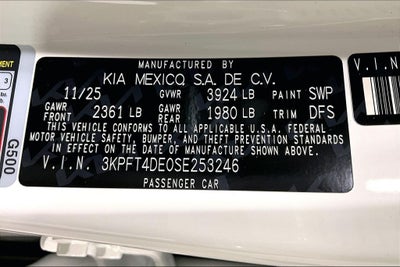 MANUFACTURED BY
KIA MEXICO, S.A. DE C.V.
11/25 GVWR 3924 LB PAINT SWP
GAWR FRONT 2361 LB GAWR REAR 1980 LB TRIM DFS
THIS VEHICLE CONFORMS TO ALL APPLICABLE U.S.A. FEDERAL
MOTOR VEHICLE SAFETY, BUMPER, AND THEFT PREVENTION STANDARDS
IN EFFECT ON THE DATE OF MANUFACTURE SHOWN ABOVE.
V.I.N. 3KPFT4DE0SE253246
PASSENGER CAR
3
G500
V.I.N.